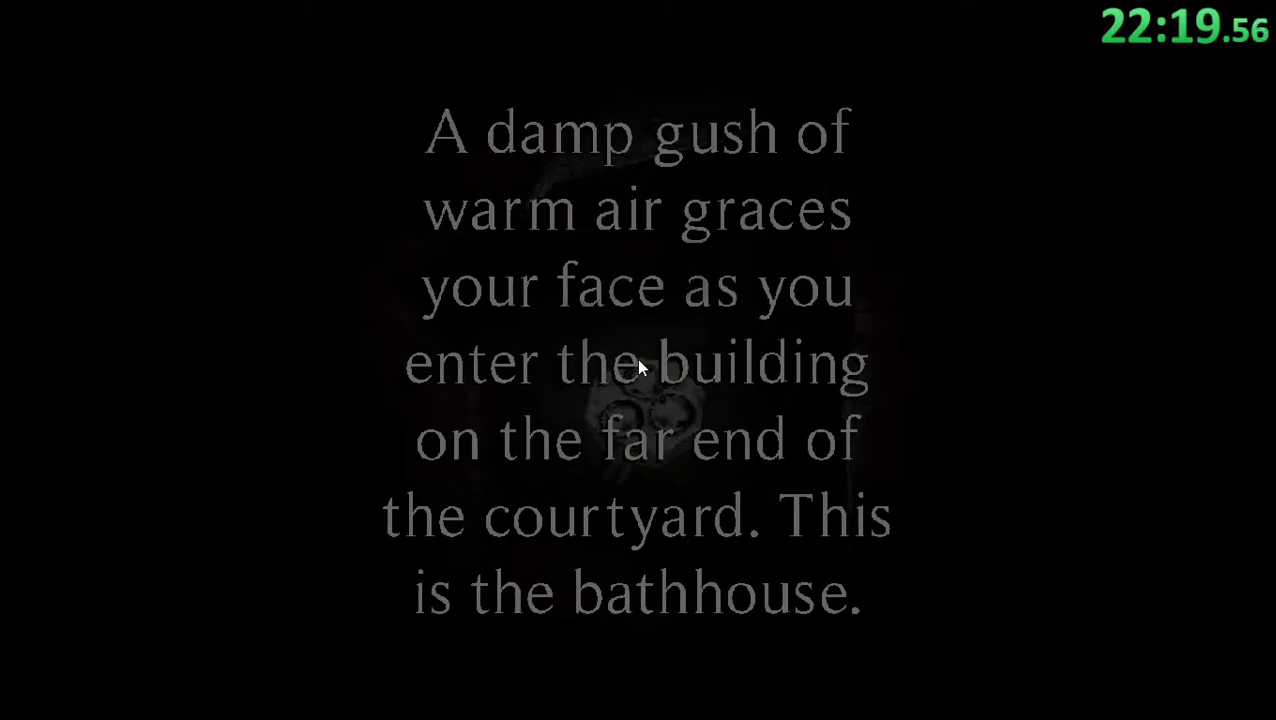 22:19.56
A damp gush of
warm air graces
your face as you
enter the building
on the far end of
the courtyard. This
is the bathhouse.